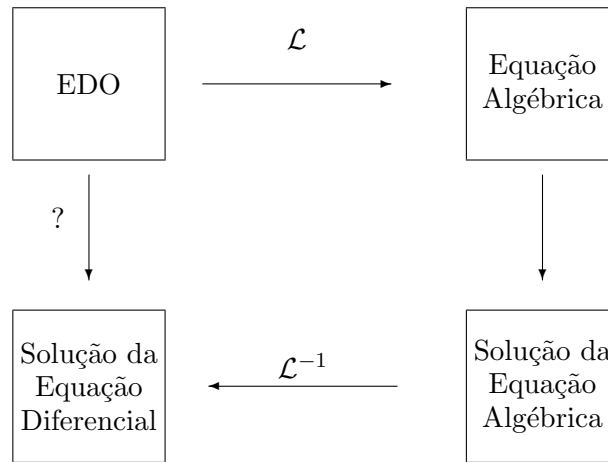 EDO
ℒ
Equação
Algébrica
?
Solução da
Equação
Diferencial
ℒ⁻¹
Solução da
Equação
Algébrica